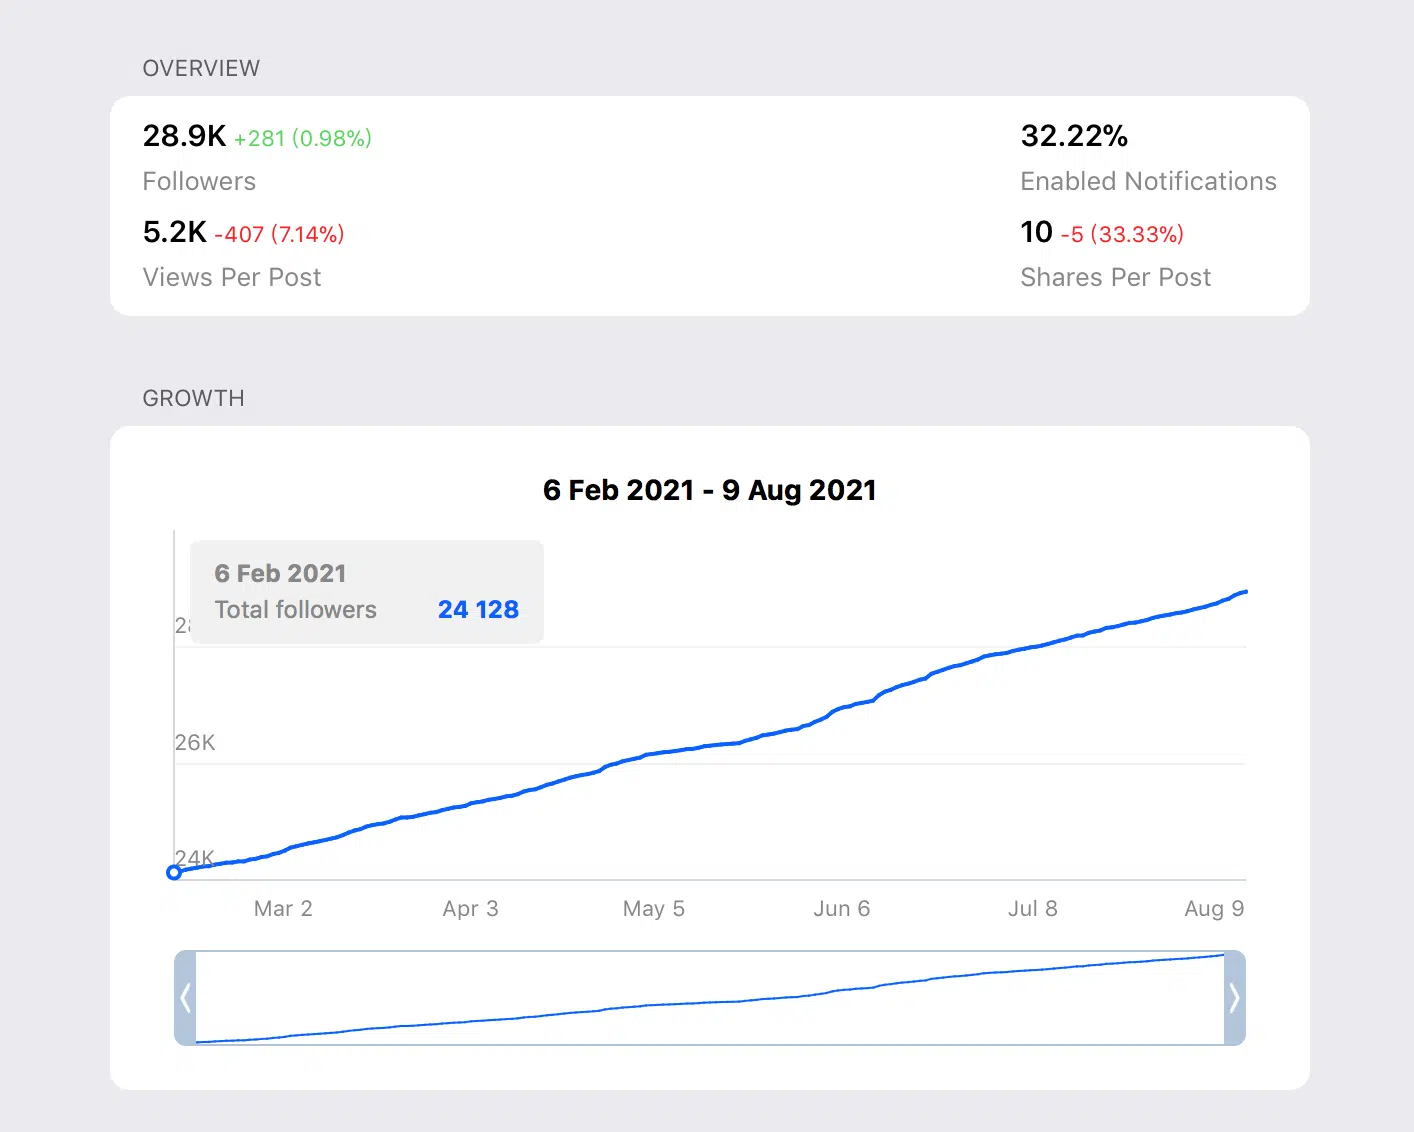 OVERVIEW
28.9K +281 (0.98%)
Followers
32.22%
Enabled Notifications
5.2K -407 (7.14%)
Views Per Post
10 -5 (33.33%)
Shares Per Post
GROWTH
6 Feb 2021 - 9 Aug 2021
6 Feb 2021
Total followers 24 128
26K
24K
Mar 2 Apr 3 May 5 Jun 6 Jul 8 Aug 9